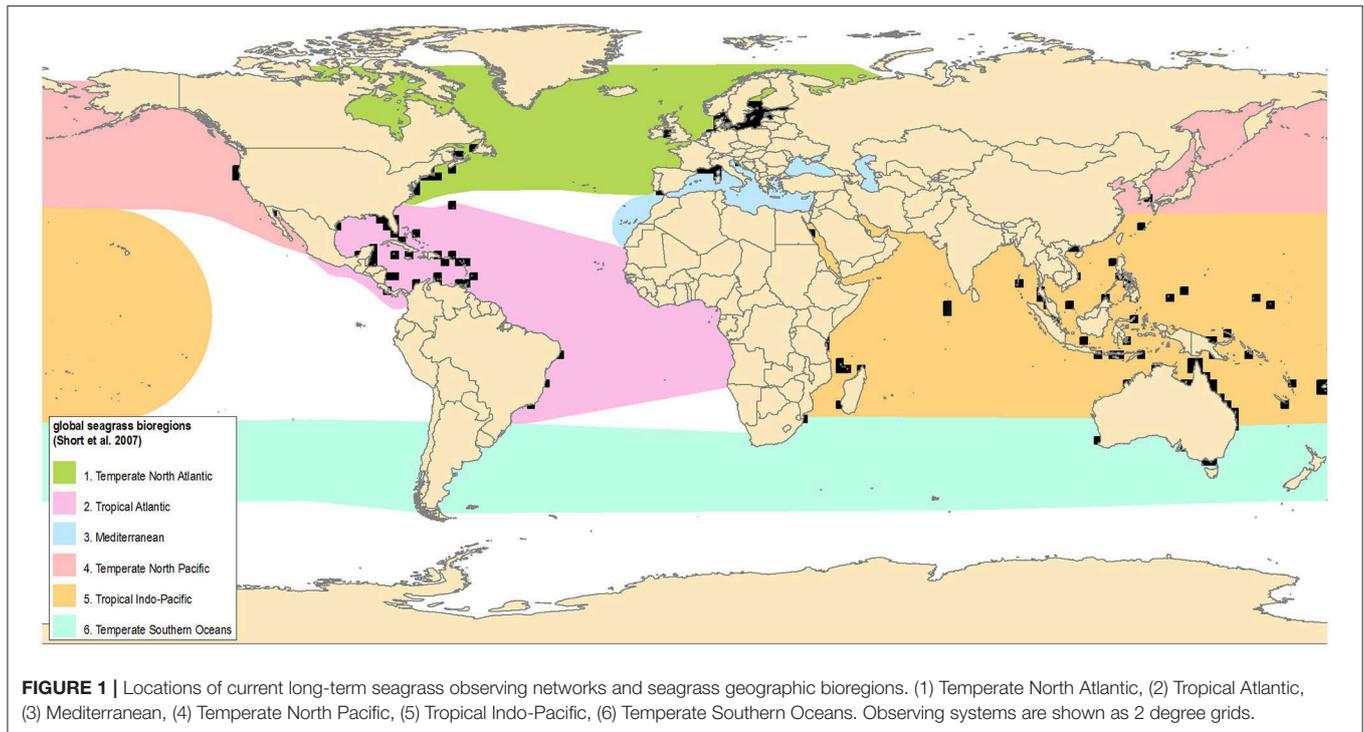 global seagrass bioregions
(Short et al. 2007)
1. Temperate North Atlantic
2. Tropical Atlantic
3. Mediterranean
4. Temperate North Pacific
5. Tropical Indo-Pacific
6. Temperate Southern Oceans
FIGURE 1 | Locations of current long-term seagrass observing networks and seagrass geographic bioregions. (1) Temperate North Atlantic, (2) Tropical Atlantic,
(3) Mediterranean, (4) Temperate North Pacific, (5) Tropical Indo-Pacific, (6) Temperate Southern Oceans. Observing systems are shown as 2 degree grids.